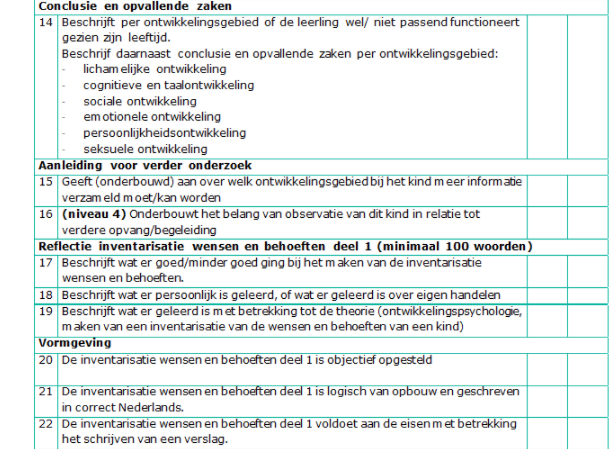 Conclusie en opvallende zaken
14 Beschrijft per ontwikkelingsgebied of de leerling wel/ niet passend functioneert
gezien zijn leeftijd.
Beschrijf daarnaast conclusie en opvallende zaken per ontwikkelingsgebied:
- lichamelijke ontwikkeling
- cognitieve en taalontwikkeling
- sociale ontwikkeling
- emotionele ontwikkeling
- persoonlijkheidsontwikkeling
- seksuele ontwikkeling
Aanleiding voor verder onderzoek
15 Geeft (onderbouwd) aan over welk ontwikkelingsgebied bij het kind meer informatie
verzameld moet/kan worden
16 (niveau 4) Onderbouwt het belang van observatie van dit kind in relatie tot
verdere opvang/begeleiding
Reflectie inventarisatie wensen en behoeften deel 1 (minimaal 100 woorden)
17 Beschrijft wat er goed/minder goed ging bij het maken van de inventarisatie
wensen en behoeften.
18 Beschrijft wat er persoonlijk is geleerd, of wat er geleerd is over eigen handelen
19 Beschrijft wat er geleerd is met betrekking tot de theorie (ontwikkelingspsychologie,
maken van een inventarisatie van de wensen en behoeften van een kind)
Vormgeving
20 De inventarisatie wensen en behoeften deel 1 is objectief opgesteld
21 De inventarisatie wensen en behoeften deel 1 is logisch van opbouw en geschreven
in correct Nederlands.
22 De inventarisatie wensen en behoeften deel 1 voldoet aan de eisen met betrekking
het schrijven van een verslag.